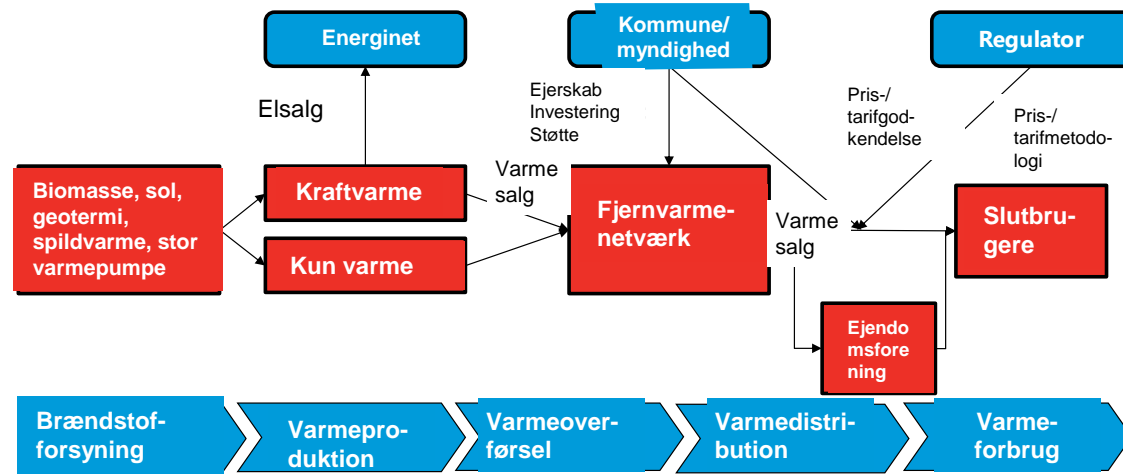 Energinet
Kommune/
myndighed
Regulator
Elsalg
Ejerskab
Investering
Støtte
Pris-/
tarifgod-
kendelse
Pris-/
tarifmetodo-
logi
Biomasse, sol,
geotermi,
spildvarme, stor
varmepumpe
Kraftvarme
Kun varme
Varme
salg
Fjernvarme-
netværk
Varme
salg
Slutbru-
gere
Ejendo
msfore
ning
Brændstof-
forsyning
Varmepro-
duktion
Varmeover-
førsel
Varmedistri-
bution
Varme-
forbrug